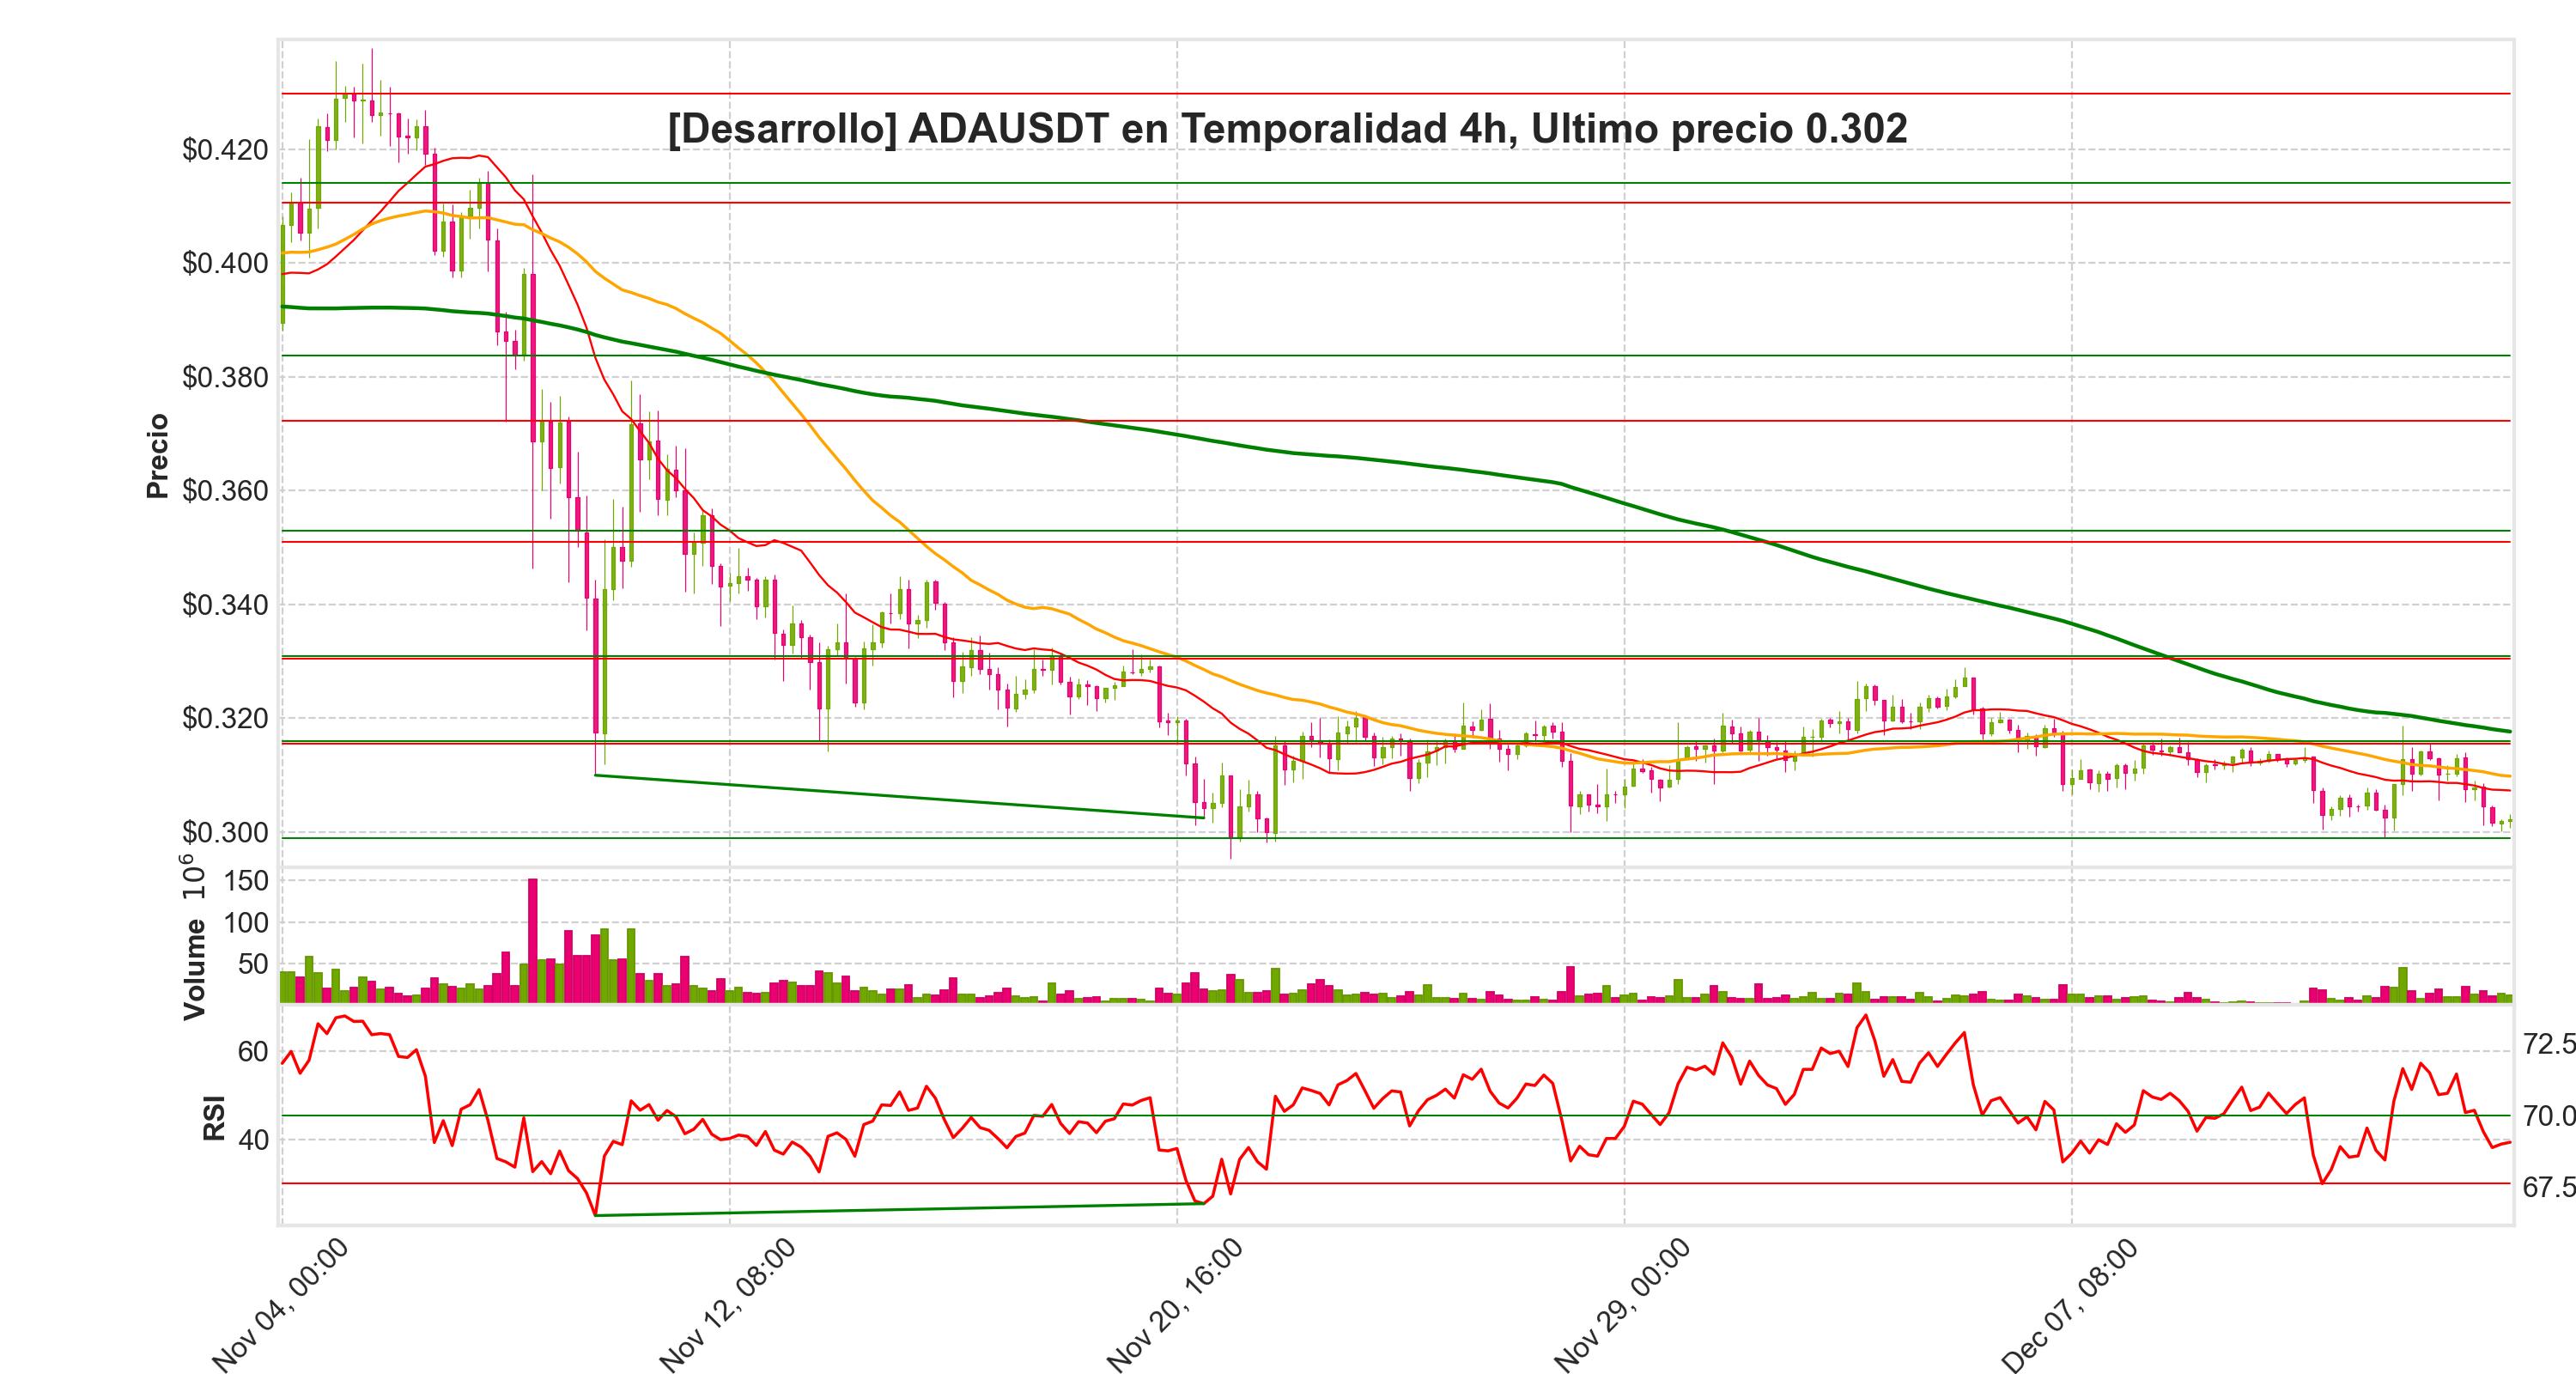 [Desarrollo] ADAUSDT en Temporalidad 4h, Ultimo precio 0.302
Precio
$0.420
$0.400
$0.380
$0.360
$0.340
$0.320
$0.300
Volume 10⁶
150
100
50
RSI
60
40
72.5
70.0
67.5
Nov 04, 00:00
Nov 12, 08:00
Nov 20, 16:00
Nov 29, 00:00
Dec 07, 08:00